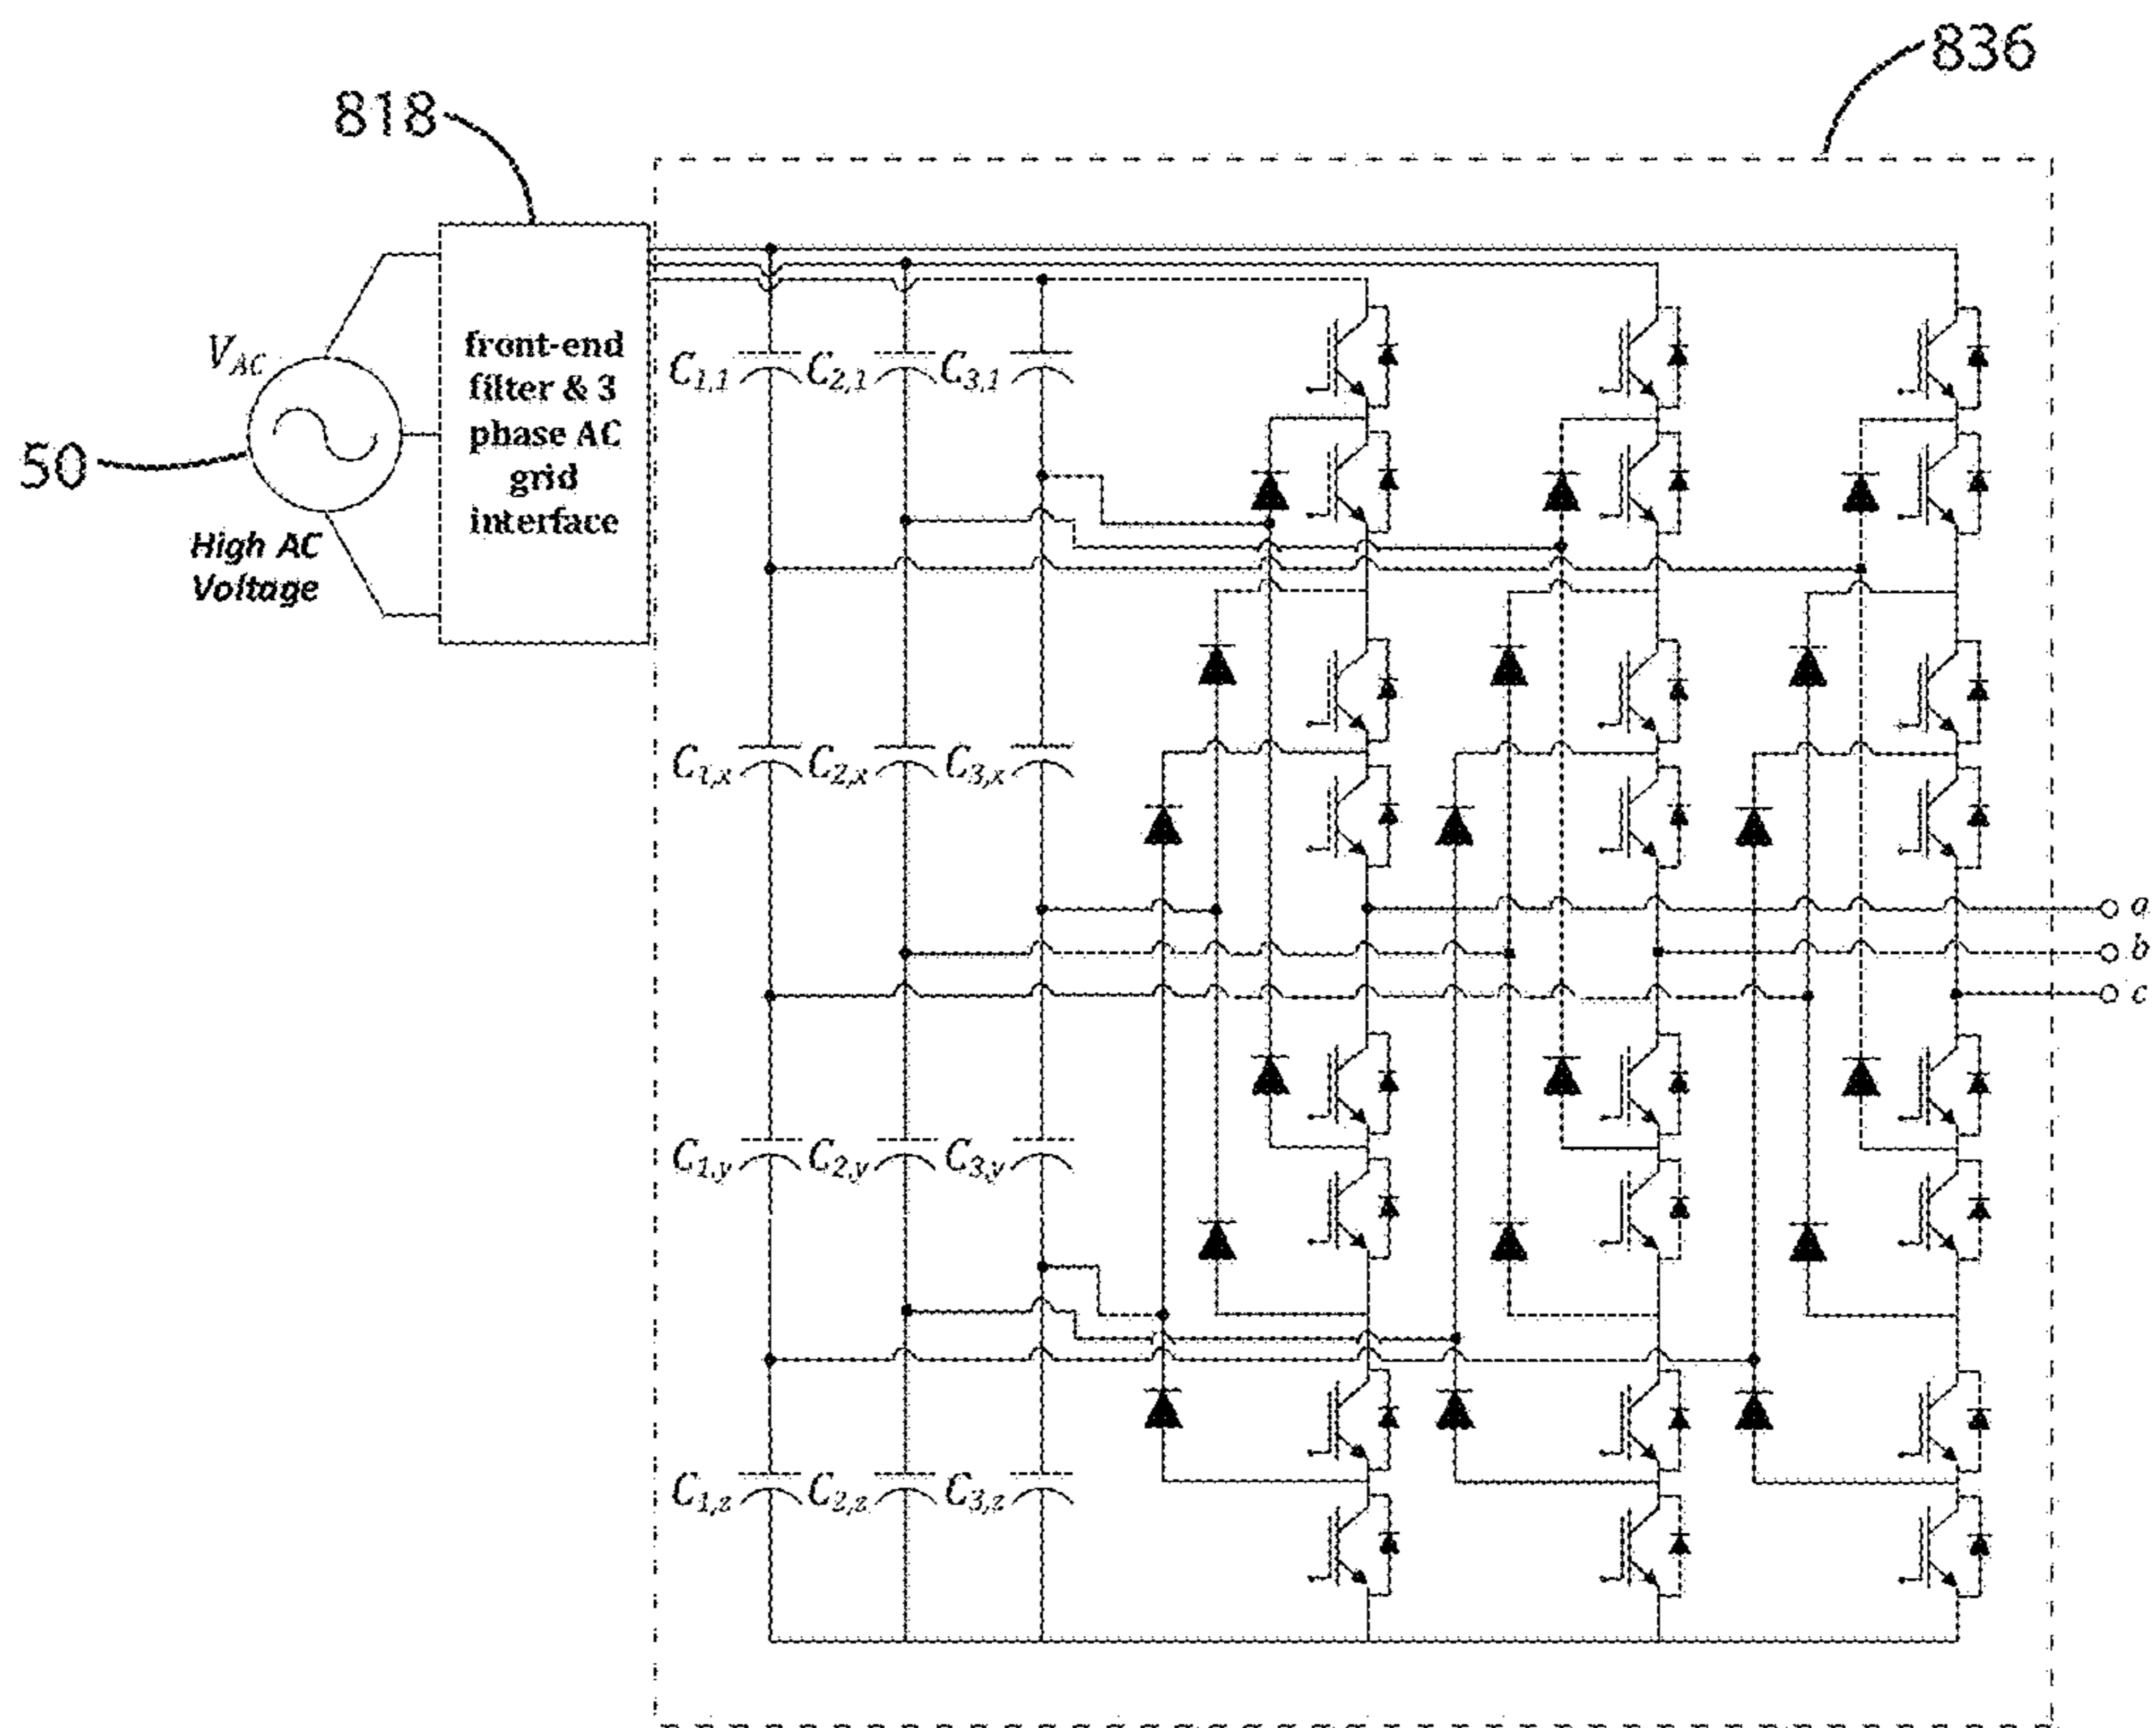 836
818
V_AC
50
High AC
Voltage
front-end
filter & 3
phase AC
grid
interface
C_1,1 C_2,1 C_3,1
C_1,x C_2,x C_3,x
a
b
c
C_1,y C_2,y C_3,y
C_1,z C_2,z C_3,z